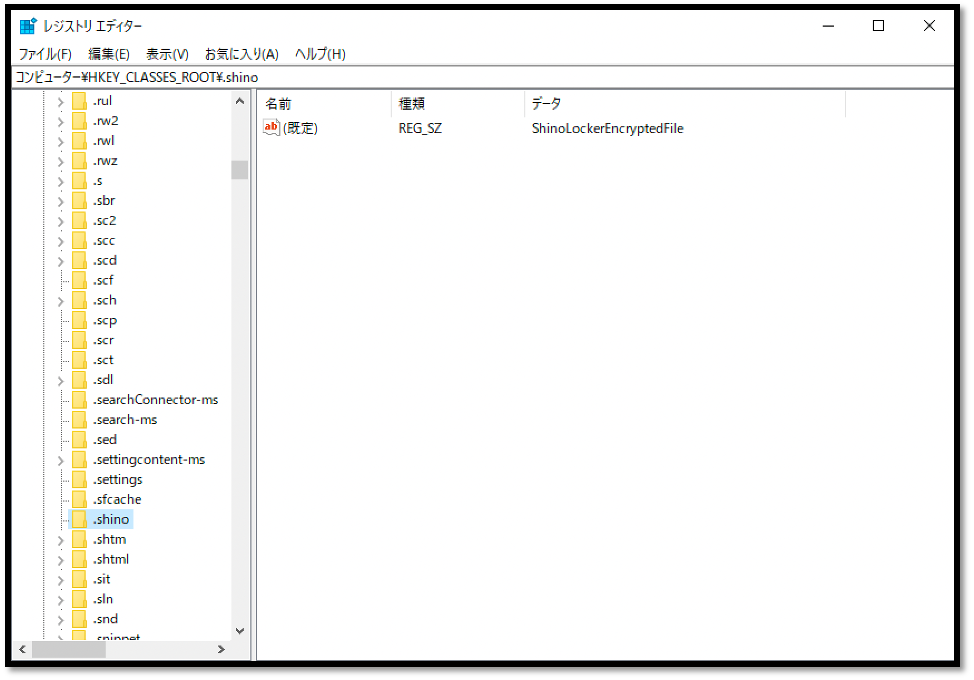 レジストリ エディター
ファイル(F) 編集(E) 表示(V) お気に入り(A) ヘルプ(H)
コンピューター¥HKEY_CLASSES_ROOT¥.shino
.rul
.rw2
.rwl
.rwz
.s
.sbr
.sc2
.scc
.scd
.scf
.sch
.scp
.scr
.sct
.sdl
.searchConnector-ms
.search-ms
.sed
.settingcontent-ms
.settings
.sfcache
.shino
.shtm
.shtml
.sit
.sln
.snd
.snippet
名前 種類 データ
ab (既定) REG_SZ ShinoLockerEncryptedFile